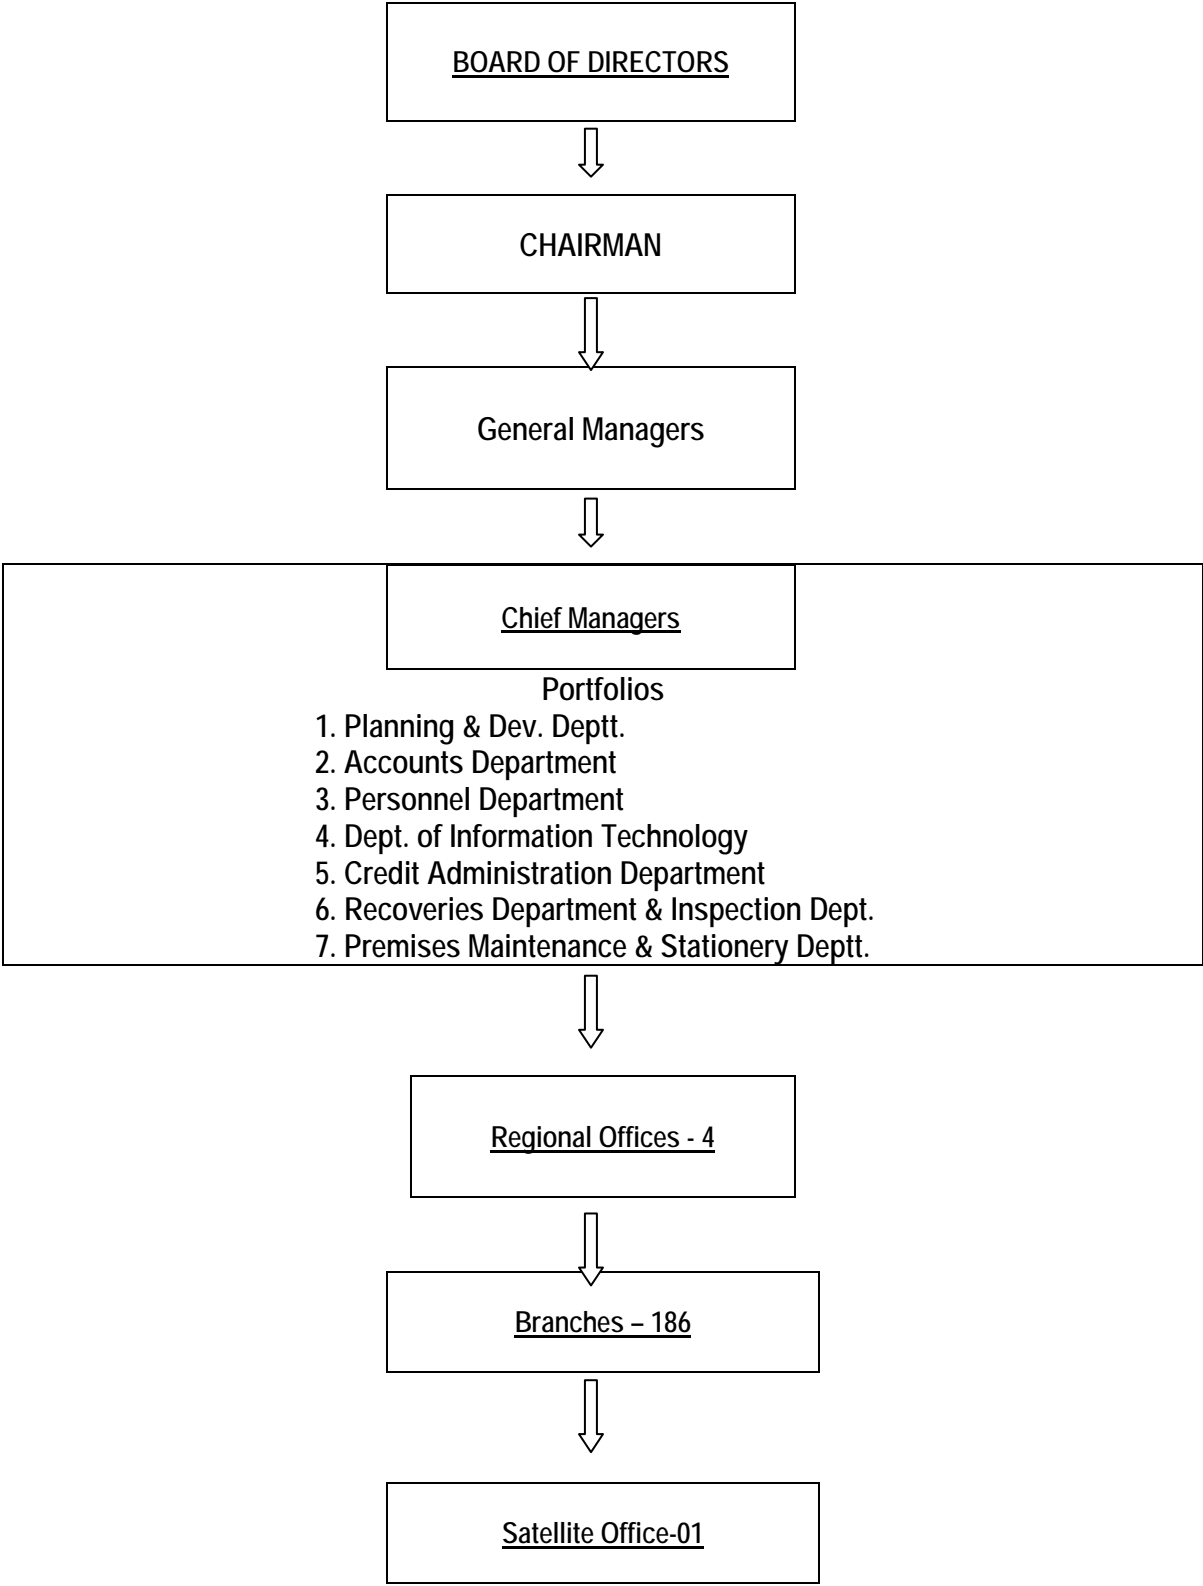 BOARD OF DIRECTORS
CHAIRMAN
General Managers
Chief Managers
Portfolios
1. Planning & Dev. Deptt.
2. Accounts Department
3. Personnel Department
4. Dept. of Information Technology
5. Credit Administration Department
6. Recoveries Department & Inspection Dept.
7. Premises Maintenance & Stationery Deptt.
Regional Offices - 4
Branches – 186
Satellite Office-01